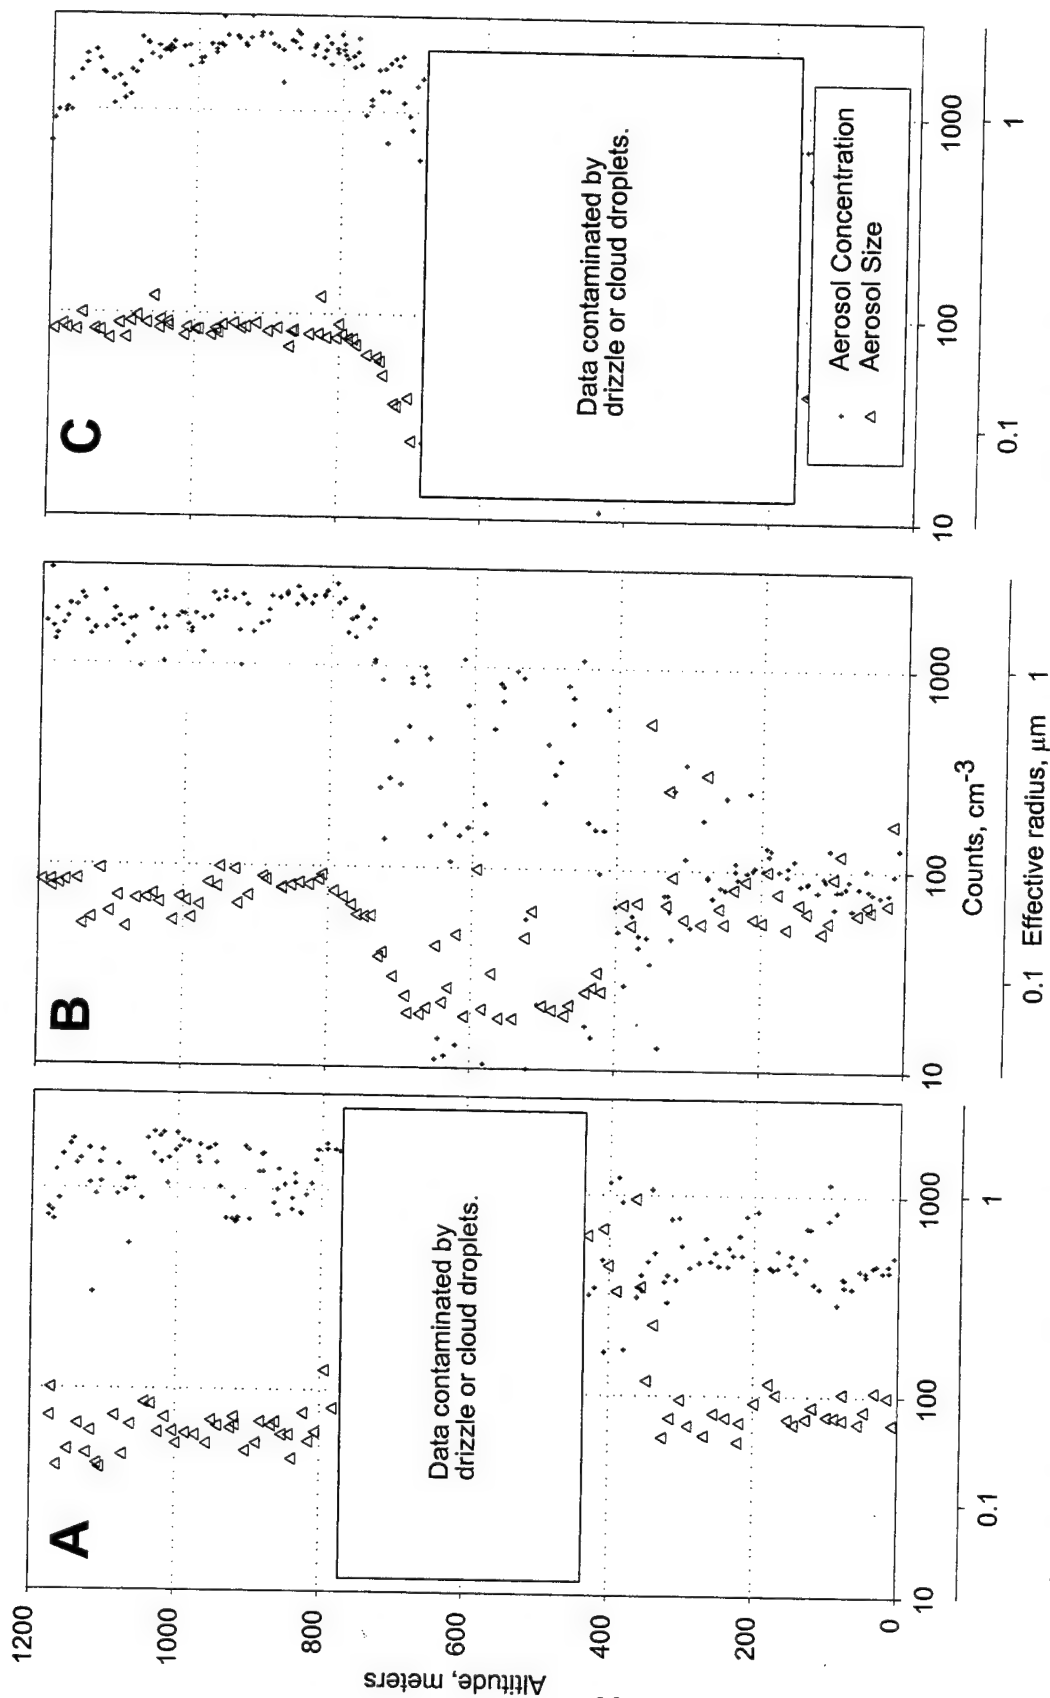 A
B
C
1200
1000
800
600
400
200
0
Altitude, meters
Data contaminated by
drizzle or cloud droplets.
Data contaminated by
drizzle or cloud droplets.
Aerosol Concentration
Aerosol Size
10
100
1000
10
100
1000
10
100
1000
Counts, cm-3
0.1
1
0.1
Effective radius, μm
1
0.1
1